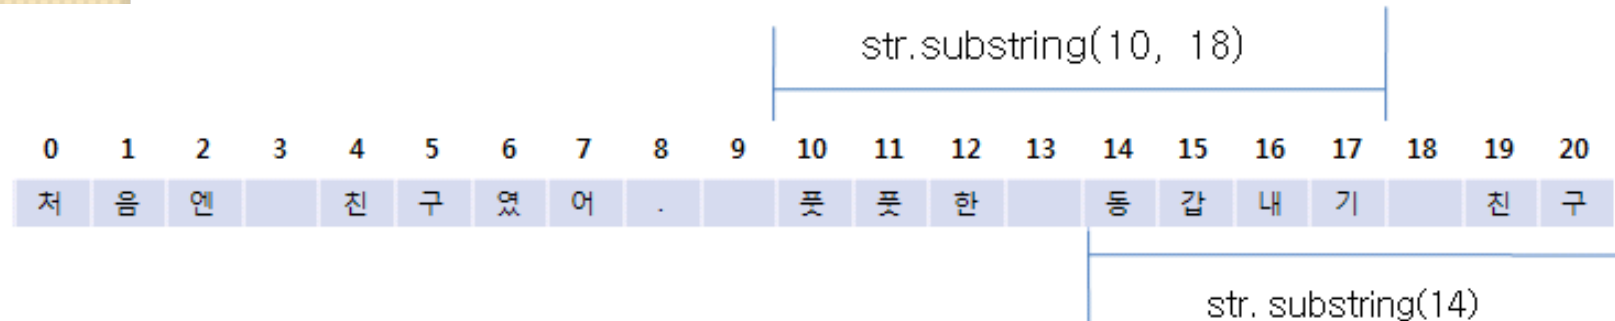 str.substring(10, 18)
0 1 2 3 4 5 6 7 8 9 10 11 12 13 14 15 16 17 18 19 20
처 음 엔 친 구 였 어 . 풋 풋 한 동 갑 내 기 친 구
str. substring(14)